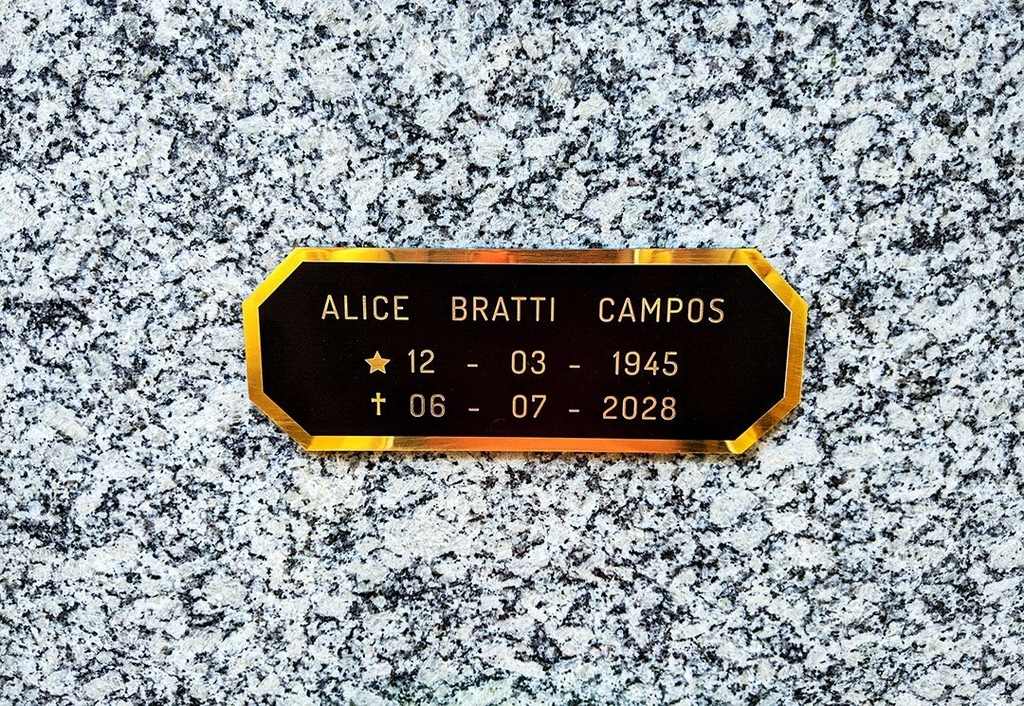 ALICE BRATTI CAMPOS
★ 12 - 03 - 1945
✝ 06 - 07 - 2028